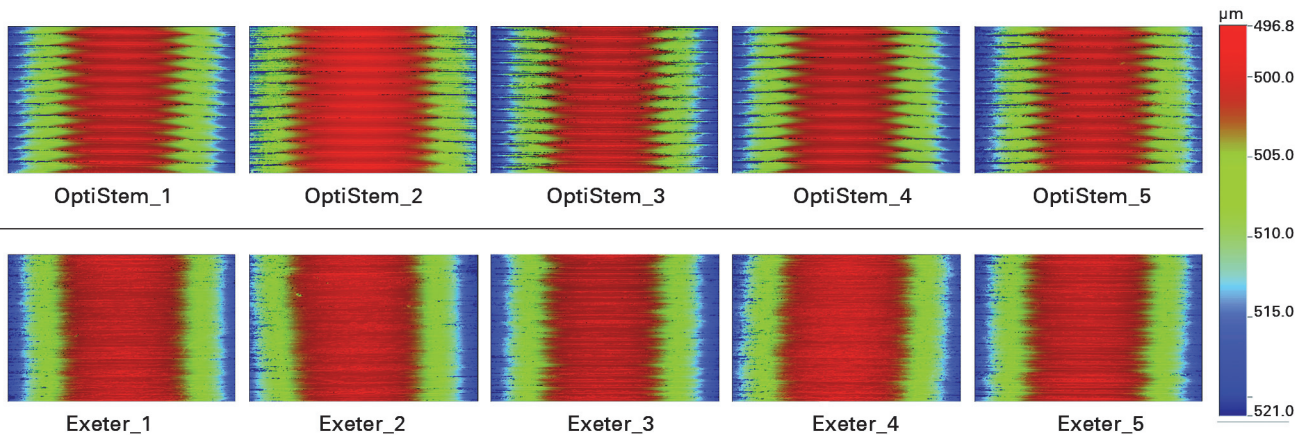 µm
496.8
500.0
505.0
510.0
515.0
521.0
OptiStem_1 OptiStem_2 OptiStem_3 OptiStem_4 OptiStem_5
Exeter_1 Exeter_2 Exeter_3 Exeter_4 Exeter_5